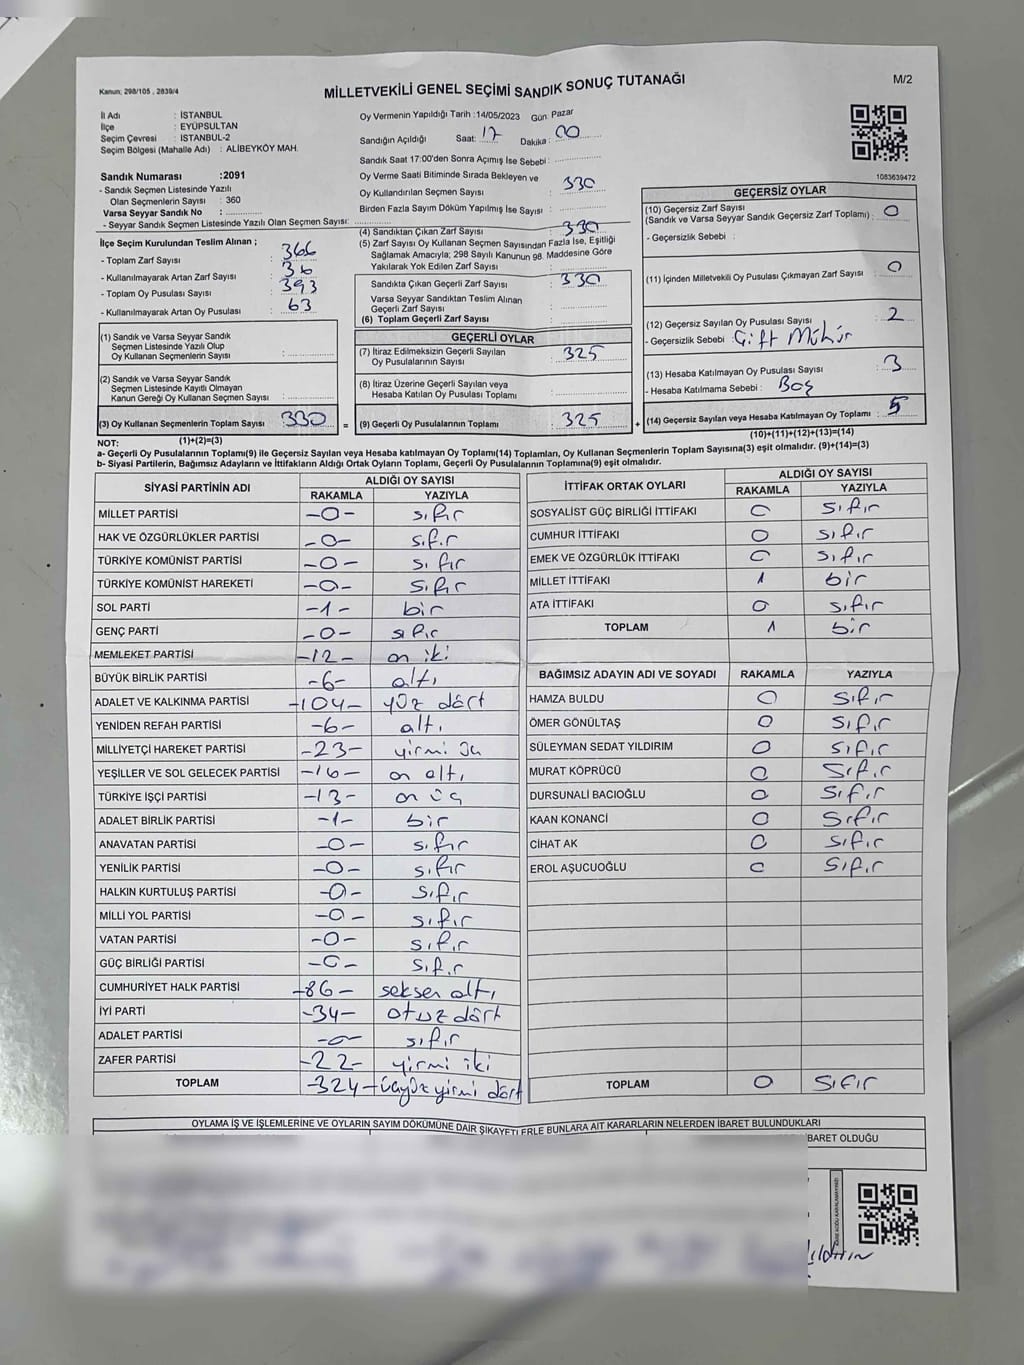 Kanun; 298/105 , 2839/4
MİLLETVEKİLİ GENEL SEÇİMİ SANDIK SONUÇ TUTANAĞI
M/2
İl Adı : İSTANBUL
İlçe : EYÜPSULTAN
Seçim Çevresi : İSTANBUL-2
Seçim Bölgesi (Mahalle Adı) : ALİBEYKÖY MAH.
Sandık Numarası :2091
- Sandık Seçmen Listesinde Yazılı
Olan Seçmenlerin Sayısı : 360
Varsa Seyyar Sandık No :
- Seyyar Seçmen Listesinde Yazılı Olan Seçmen Sayısı:
Oy Vermenin Yapıldığı Tarih :14/05/2023 Gün: Pazar
Sandığın Açıldığı Saat: 17 Dakika: 00
Sandık Saat 17:00'den Sonra Açımış İse Sebebi :
Oy Verme Saati Bitiminde Sırada Bekleyen ve
Oy Kullandırılan Seçmen Sayısı : 330
Birden Fazla Sayım Döküm Yapılmış İse Sayısı :
1083639472
İlçe Seçim Kurulundan Teslim Alınan ;
- Toplam Zarf Sayısı : 366
- Kullanılmayarak Artan Zarf Sayısı : 36
- Toplam Oy Pusulası Sayısı : 393
- Kullanılmayarak Artan Oy Pusulası : 63
(4) Sandıktan Çıkan Zarf Sayısı : 330
(5) Zarf Sayısı Oy Kullanan Seçmen Sayısından Fazla İse, Eşitliği
Sağlamak Amacıyla; 298 Sayılı Kanunun 98. Maddesine Göre
Yakılarak Yok Edilen Zarf Sayısı :
Sandıkta Çıkan Geçerli Zarf Sayısı : 330
Varsa Seyyar Sandıktan Teslim Alınan
Geçerli Zarf Sayısı :
(6) Toplam Geçerli Zarf Sayısı :
GEÇERSİZ OYLAR
(10) Geçersiz Zarf Sayısı
(Sandık ve Varsa Seyyar Sandık Geçersiz Zarf Toplamı) : 0
- Geçersizlik Sebebi :
(11) İçinden Milletvekili Oy Pusulası Çıkmayan Zarf Sayısı : 0
(12) Geçersiz Sayılan Oy Pusulası Sayısı : 2
- Geçersizlik Sebebi : Çift Mühür
(13) Hesaba Katılmayan Oy Pusulası Sayısı : 3
- Hesaba Katılmama Sebebi : Boş
(14) Geçersiz Sayılan veya Hesaba Katılmayan Oy Toplamı : 5
(10)+(11)+(12)+(13)=(14)
(1) Sandık ve Varsa Seyyar Sandık
Seçmen Listesinde Yazılı Olup
Oy Kullanan Seçmenlerin Sayısı :
(2) Sandık ve Varsa Seyyar Sandık
Seçmen Listesinde Kayıtlı Olmayan
Kanun Gereği Oy Kullanan Seçmen Sayısı :
(3) Oy Kullanan Seçmenlerin Toplam Sayısı : 330 =
(1)+(2)=(3)
GEÇERLİ OYLAR
(7) İtiraz Edilmeksizin Geçerli Sayılan
Oy Pusulalarının Sayısı : 325
(8) İtiraz Üzerine Geçerli Sayılan veya
Hesaba Katılan Oy Pusulası Toplamı :
(9) Geçerli Oy Pusulalarının Toplamı : 325 +
NOT:
a- Geçerli Oy Pusulalarının Toplamı(9) ile Geçersiz Sayılan veya Hesaba katılmayan Oy Toplamı(14) Toplamları, Oy Kullanan Seçmenlerin Toplam Sayısına(3) eşit olmalıdır. (9)+(14)=(3)
b- Siyasi Partilerin, Bağımsız Adayların ve İttifakların Aldığı Ortak Oyların Toplamı, Geçerli Oy Pusulalarının Toplamına(9) eşit olmalıdır.
SİYASİ PARTİNİN ADI ALDIĞI OY SAYISI
RAKAMLA YAZIYLA
MİLLET PARTİSİ -0- sıfır
HAK VE ÖZGÜRLÜKLER PARTİSİ -0- sıfır
TÜRKİYE KOMÜNİST PARTİSİ -0- sıfır
TÜRKİYE KOMÜNİST HAREKETİ -0- sıfır
SOL PARTİ -1- bir
GENÇ PARTİ -0- sıfır
MEMLEKET PARTİSİ -12- on iki
BÜYÜK BİRLİK PARTİSİ -6- altı
ADALET VE KALKINMA PARTİSİ -104- yüz dört
YENİDEN REFAH PARTİSİ -6- altı
MİLLİYETÇİ HAREKET PARTİSİ -23- yirmi üç
YEŞİLLER VE SOL GELECEK PARTİSİ -16- on altı
TÜRKİYE İŞÇİ PARTİSİ -13- on üç
ADALET BİRLİK PARTİSİ -1- bir
ANAVATAN PARTİSİ -0- sıfır
YENİLİK PARTİSİ -0- sıfır
HALKIN KURTULUŞ PARTİSİ -0- sıfır
MİLLİ YOL PARTİSİ -0- sıfır
VATAN PARTİSİ -0- sıfır
GÜÇ BİRLİĞİ PARTİSİ -0- sıfır
CUMHURİYET HALK PARTİSİ -86- seksen altı
İYİ PARTİ -34- otuz dört
ADALET PARTİSİ -0- sıfır
ZAFER PARTİSİ -22- yirmi iki
TOPLAM -324- üçyüz yirmi dört
İTTİFAK ORTAK OYLARI ALDIĞI OY SAYISI
RAKAMLA YAZIYLA
SOSYALİST GÜÇ BİRLİĞİ İTTİFAKI 0 sıfır
CUMHUR İTTİFAKI 0 sıfır
EMEK VE ÖZGÜRLÜK İTTİFAKI 0 sıfır
MİLLET İTTİFAKI 1 bir
ATA İTTİFAKI 0 sıfır
TOPLAM 1 bir
BAĞIMSIZ ADAYIN ADI VE SOYADI RAKAMLA YAZIYLA
HAMZA BULDU 0 sıfır
ÖMER GÖNÜLTAŞ 0 sıfır
SÜLEYMAN SEDAT YILDIRIM 0 sıfır
MURAT KÖPRÜCÜ 0 sıfır
DURSUNALİ BACIOĞLU 0 sıfır
KAAN KONANCİ 0 sıfır
CİHAT AK 0 sıfır
EROL AŞUCUOĞLU 0 sıfır
TOPLAM 0 sıfır
OYLAMA İŞ VE İŞLEMLERİNE VE OYLARIN SAYIM DÖKÜMÜNE DAİR ŞİKAYETLERLE BUNLARA AİT KARARLARIN NELERDEN İBARET BULUNDUKLARI
BARET OLDUĞU